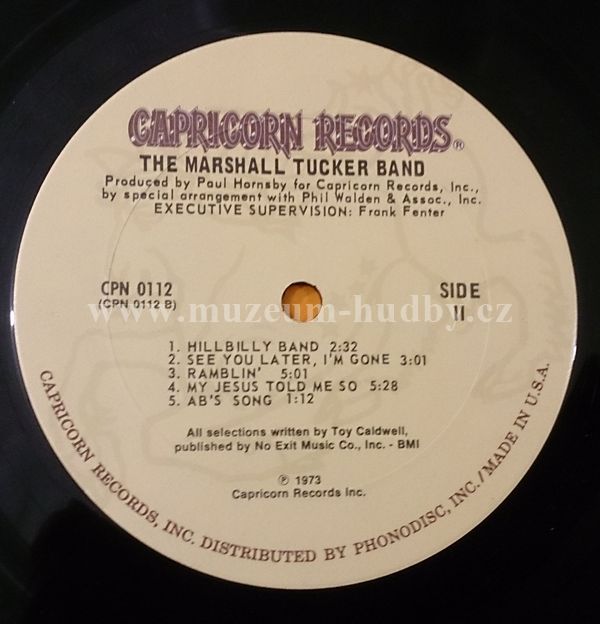 CAPRICORN RECORDS®
THE MARSHALL TUCKER BAND
Produced by Paul Hornsby for Capricorn Records, Inc.,
by special arrangement with Phil Walden & Assoc., Inc.
EXECUTIVE SUPERVISION: Frank Fenter
CPN 0112
(CPN 0112 B)
SIDE
II
www.muzeum-hudby.cz
1. HILLBILLY BAND 2:32
2. SEE YOU LATER, I'M GONE 3:01
3. RAMBLIN' 5:01
4. MY JESUS TOLD ME SO 5:28
5. AB'S SONG 1:12
All selections written by Toy Caldwell,
published by No Exit Music Co., Inc. - BMI
℗ 1973
Capricorn Records Inc.
CAPRICORN RECORDS, INC. DISTRIBUTED BY PHONODISC, INC. / MADE IN U.S.A.